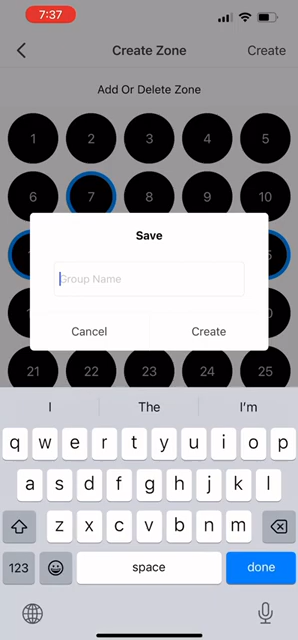 7:37
Create Zone
Create
Add Or Delete Zone
1 2 3 4 5
6 7 8 9 10
Save
Group Name
Cancel Create
21 22 23 24 25
I The I'm
q w e r t y u i o p
a s d f g h j k l
z x c v b n m
123 space done